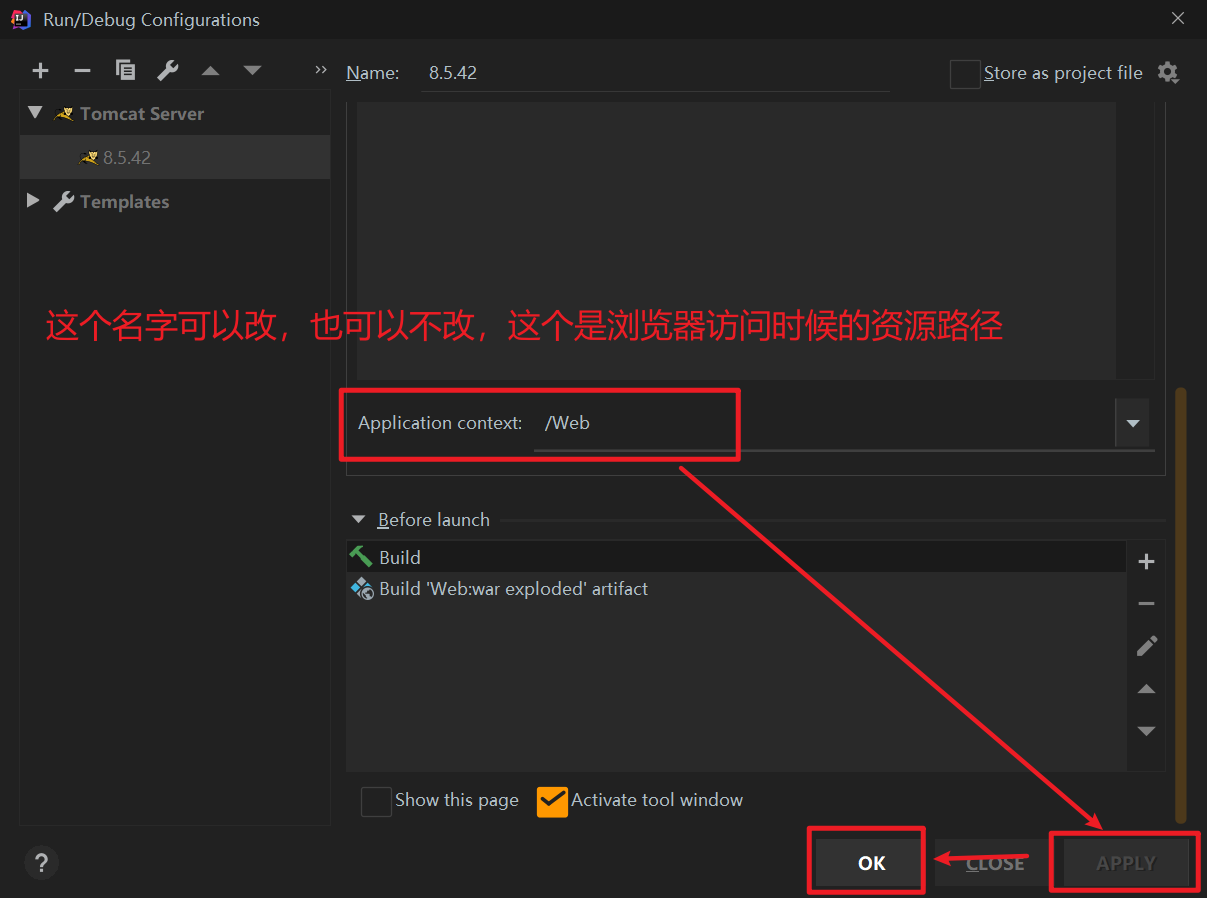 Run/Debug Configurations
Name: 8.5.42
Store as project file
Tomcat Server
8.5.42
Templates
这个名字可以改，也可以不改，这个是浏览器访问时候的资源路径
Application context: /Web
Before launch
Build
Build 'Web:war exploded' artifact
Show this page
Activate tool window
?
OK
CLOSE
APPLY